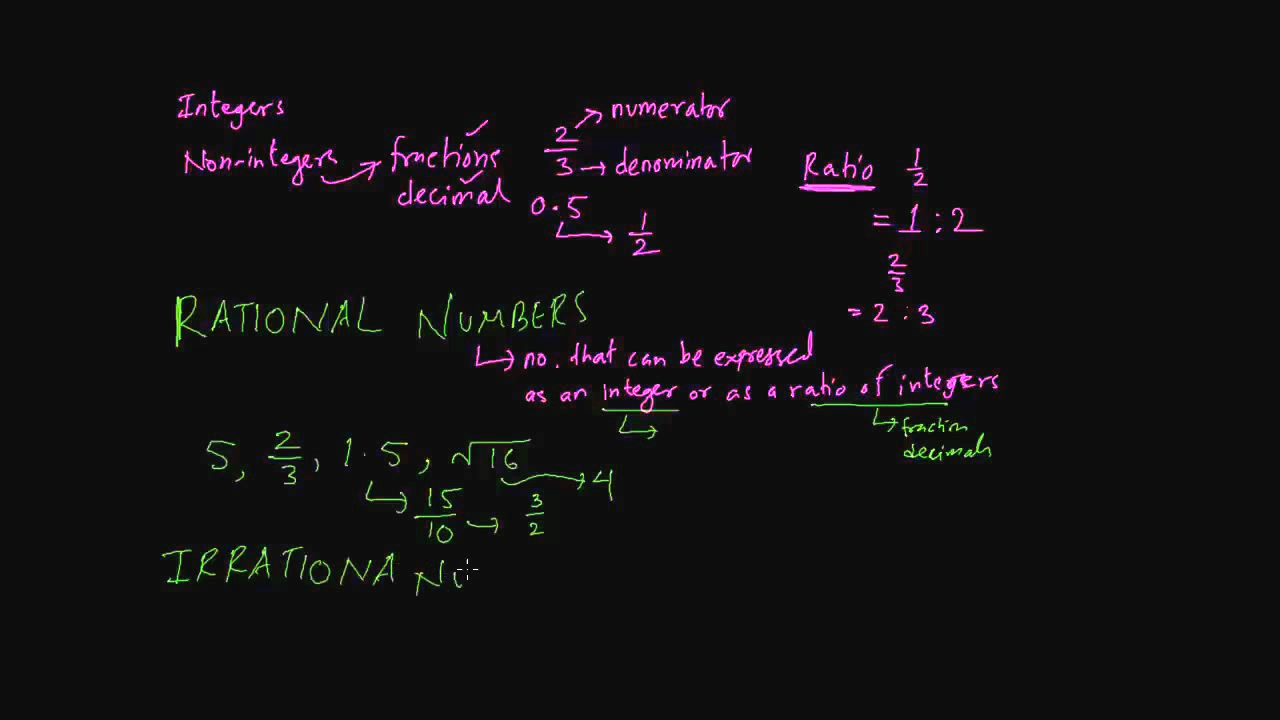 Integers
Non-integers → fractions ✓
decimal ✓
2/3 → numerator
→ denominator
0.5
→ 1/2
Ratio 1/2
= 1 : 2
2/3
= 2 : 3
RATIONAL NUMBERS
→ no. that can be expressed
as an integer or as a ratio of integers
→ fraction
decimals
5, 2/3, 1.5, √16 → 4
→ 15/10 → 3/2
IRRATIONA NU